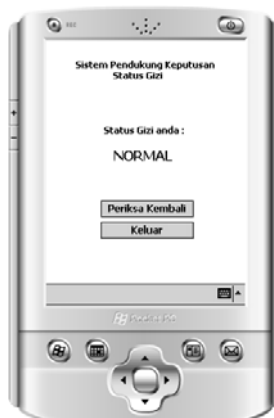 Sistem Pendukung Keputusan
Status Gizi
Status Gizi anda :
NORMAL
Periksa Kembali
Keluar